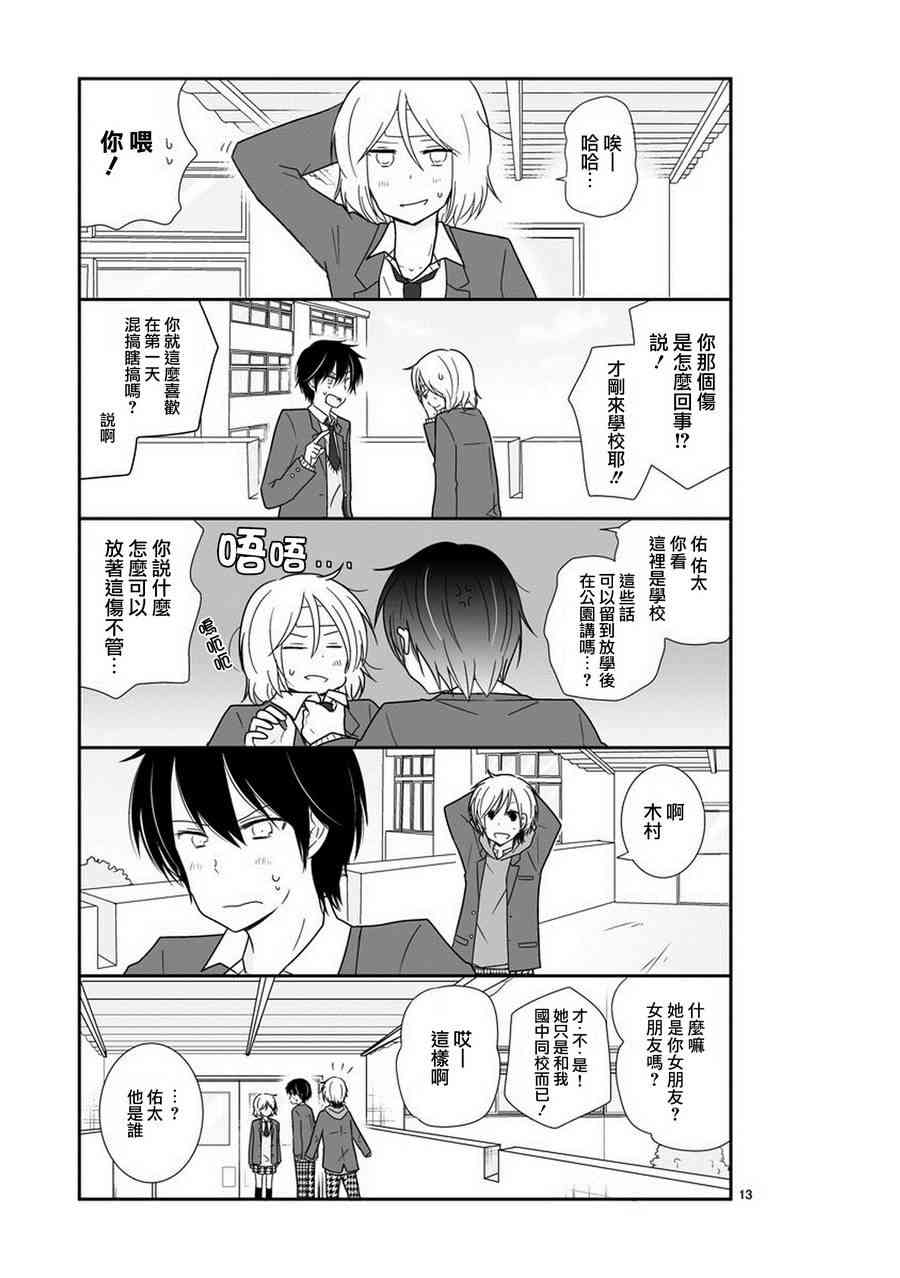 唉ー
哈哈…
喂
你！
你那個傷
是怎麼回事!?
說！
才剛來學校耶!!
你就這麼喜歡
在第一天
混搞瞎搞嗎？
說啊
佑佑太
你看
這裡是學校
這些話
可以留到放學後
在公園講嗎…？
唔唔…
嗚呃呃
你說什麼
怎麼可以
放著這傷不管…
啊
木村
什麼嘛
她是你女朋友？
女朋友嗎？
才·不·是！
她只是和我
國中同校而已！
哎ー
這樣啊
…？
佑太
他是誰
13